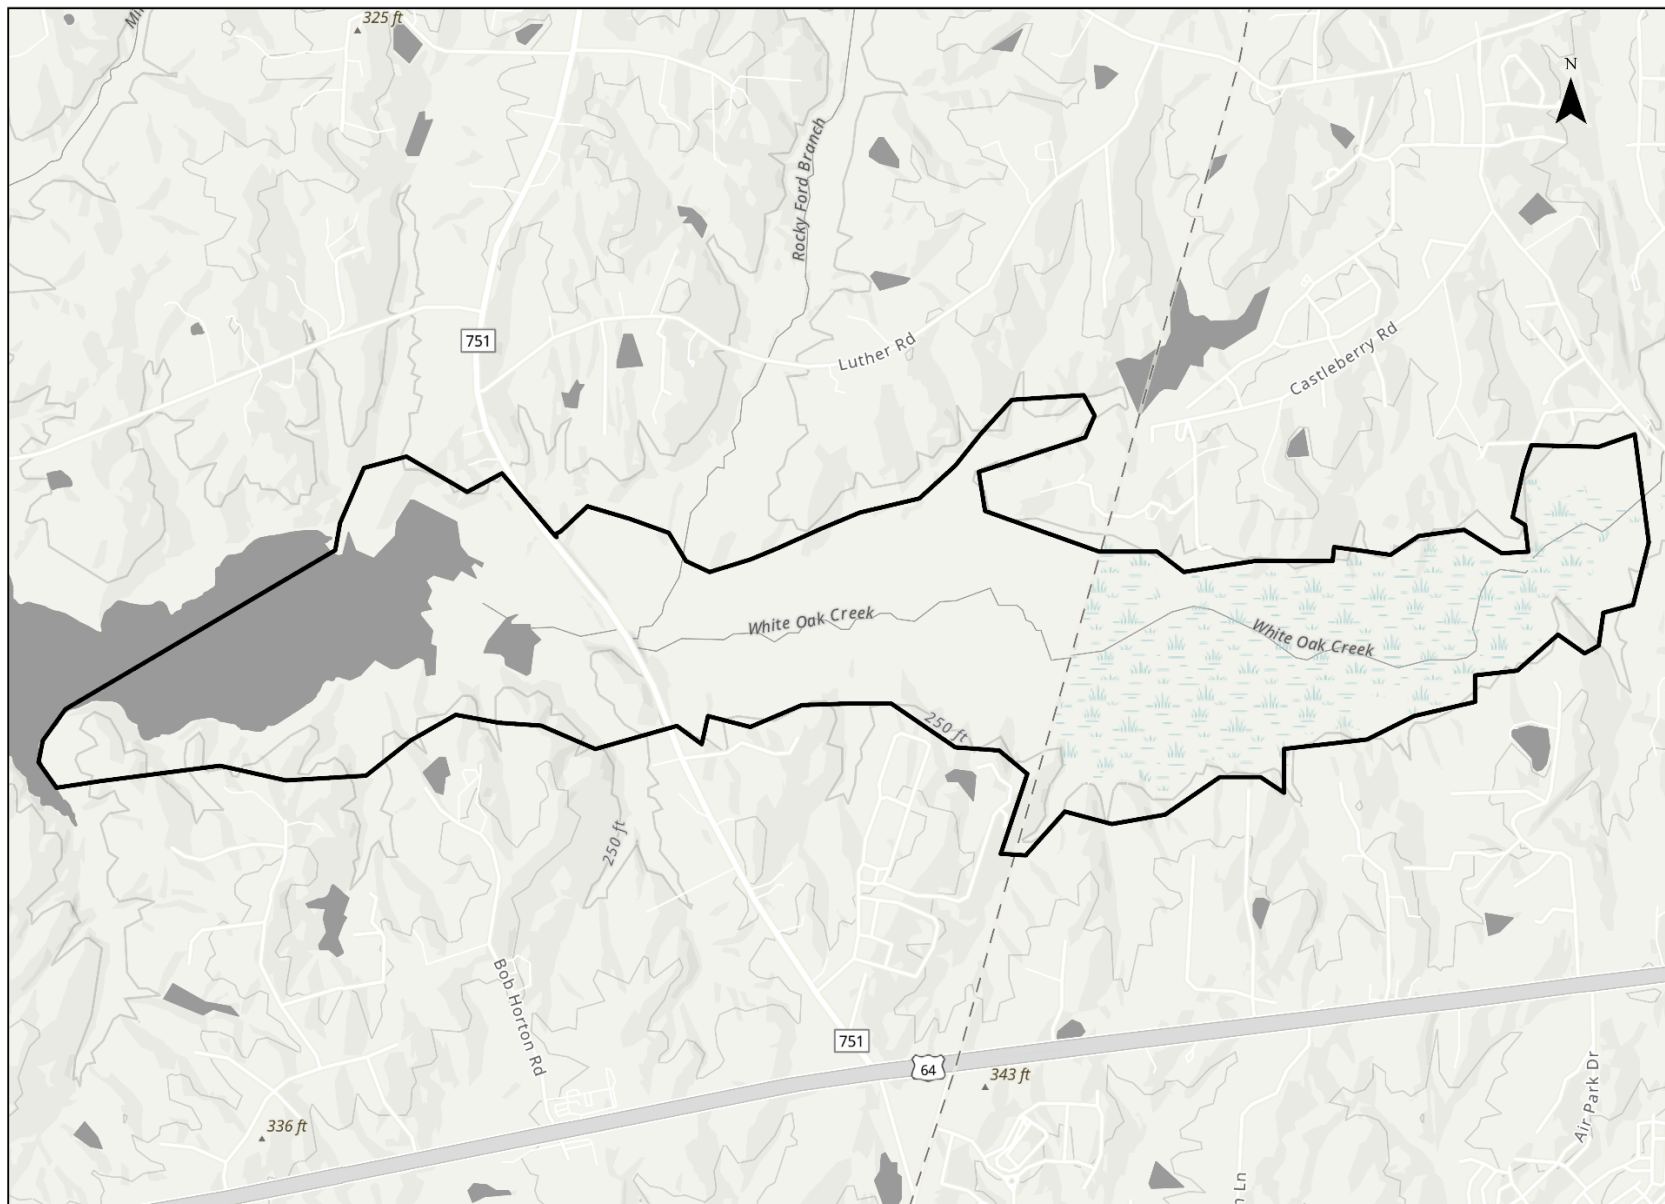 325 ft
N
Rocky Ford Branch
751
Luther Rd
Castleberry Rd
White Oak Creek
White Oak Creek
250 ft
250 ft
Bob Horton Rd
751
64
343 ft
336 ft
Air Park Dr
Ln